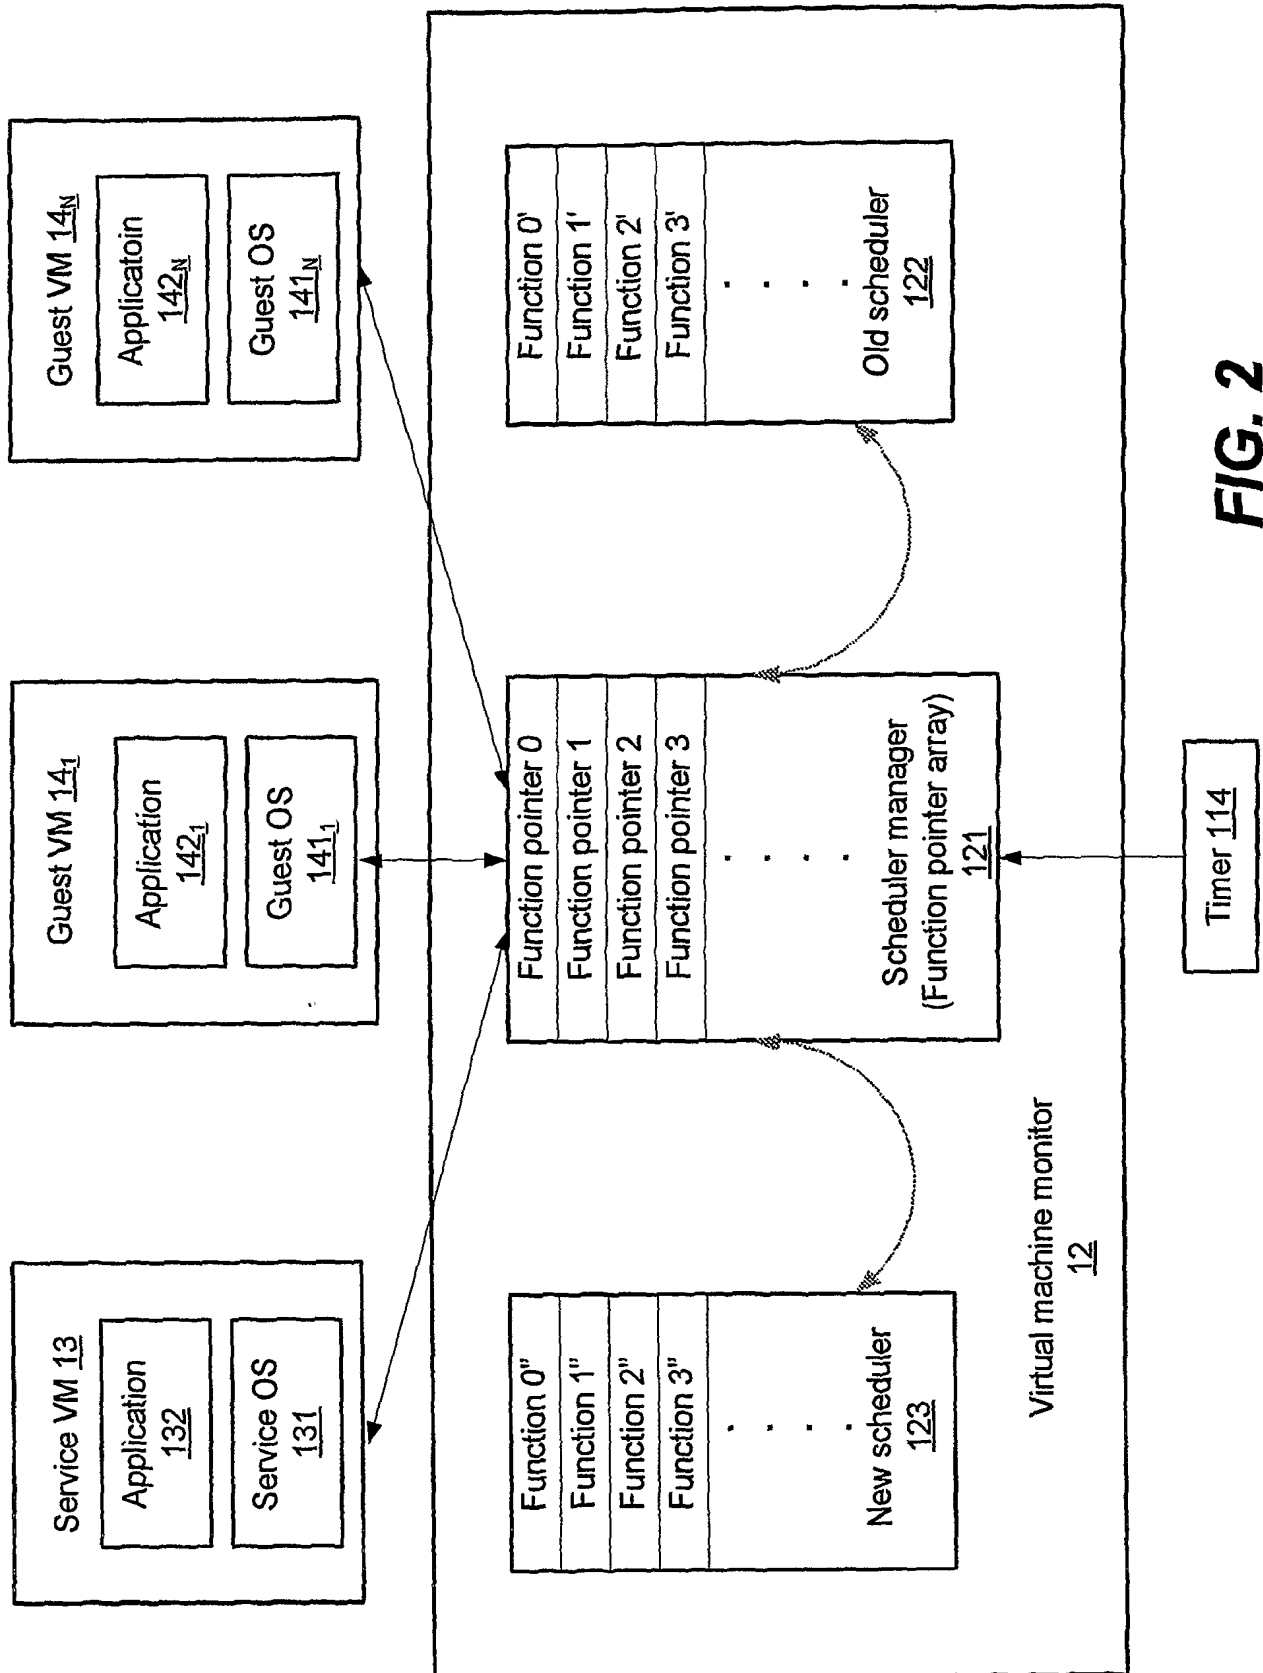 Service VM 13
Application
132
Service OS
131
Guest VM 14₁
Application
142₁
Guest OS
141₁
Guest VM 14N
Applicatoin
142N
Guest OS
141N
Function 0"
Function 1"
Function 2"
Function 3"
. . . .
New scheduler
123
Function pointer 0
Function pointer 1
Function pointer 2
Function pointer 3
. . . .
Scheduler manager
(Function pointer array)
121
Function 0'
Function 1'
Function 2'
Function 3'
. . . .
Old scheduler
122
Virtual machine monitor
12
Timer 114
FIG. 2